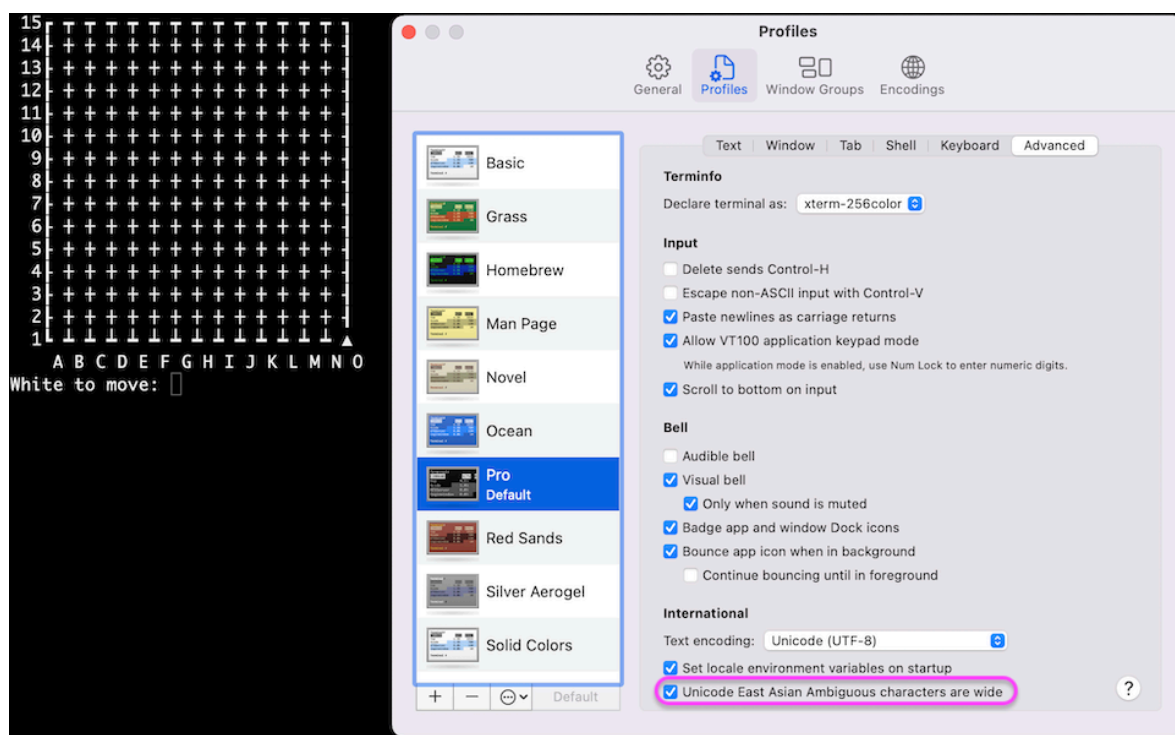 15
14
13
12
11
10
9
8
7
6
5
4
3
2
1
A B C D E F G H I J K L M N O
White to move:
Profiles
General Profiles Window Groups Encodings
Basic
Grass
Homebrew
Man Page
Novel
Ocean
Pro
Default
Red Sands
Silver Aerogel
Solid Colors
+ − Default
Text Window Tab Shell Keyboard Advanced
Terminfo
Declare terminal as: xterm-256color
Input
Delete sends Control-H
Escape non-ASCII input with Control-V
Paste newlines as carriage returns
Allow VT100 application keypad mode
While application mode is enabled, use Num Lock to enter numeric digits.
Scroll to bottom on input
Bell
Audible bell
Visual bell
Only when sound is muted
Badge app and window Dock icons
Bounce app icon when in background
Continue bouncing until in foreground
International
Text encoding: Unicode (UTF-8)
Set locale environment variables on startup
Unicode East Asian Ambiguous characters are wide
?